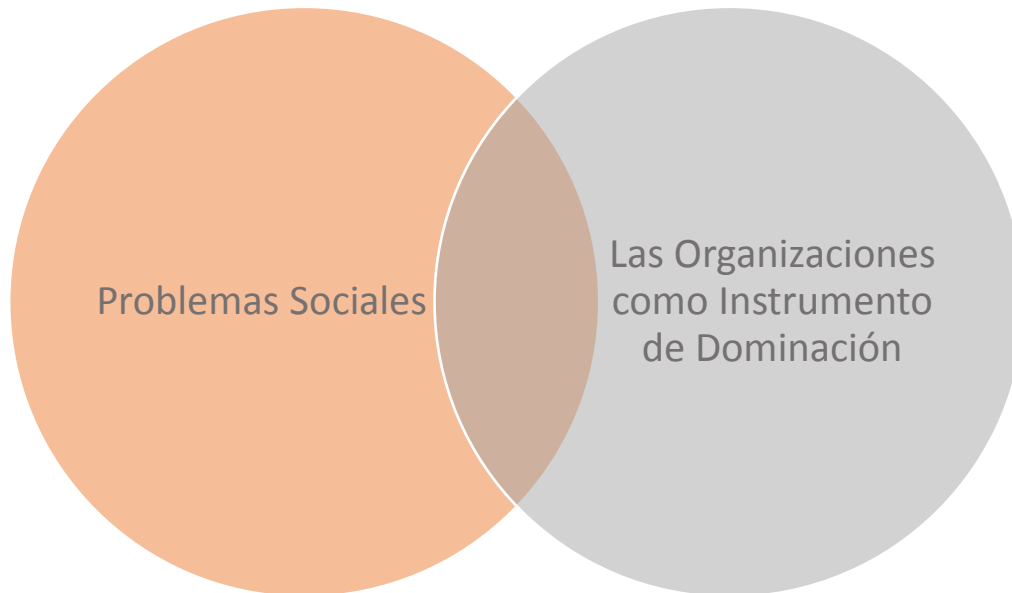 Problemas Sociales
Las Organizaciones
como Instrumento
de Dominación